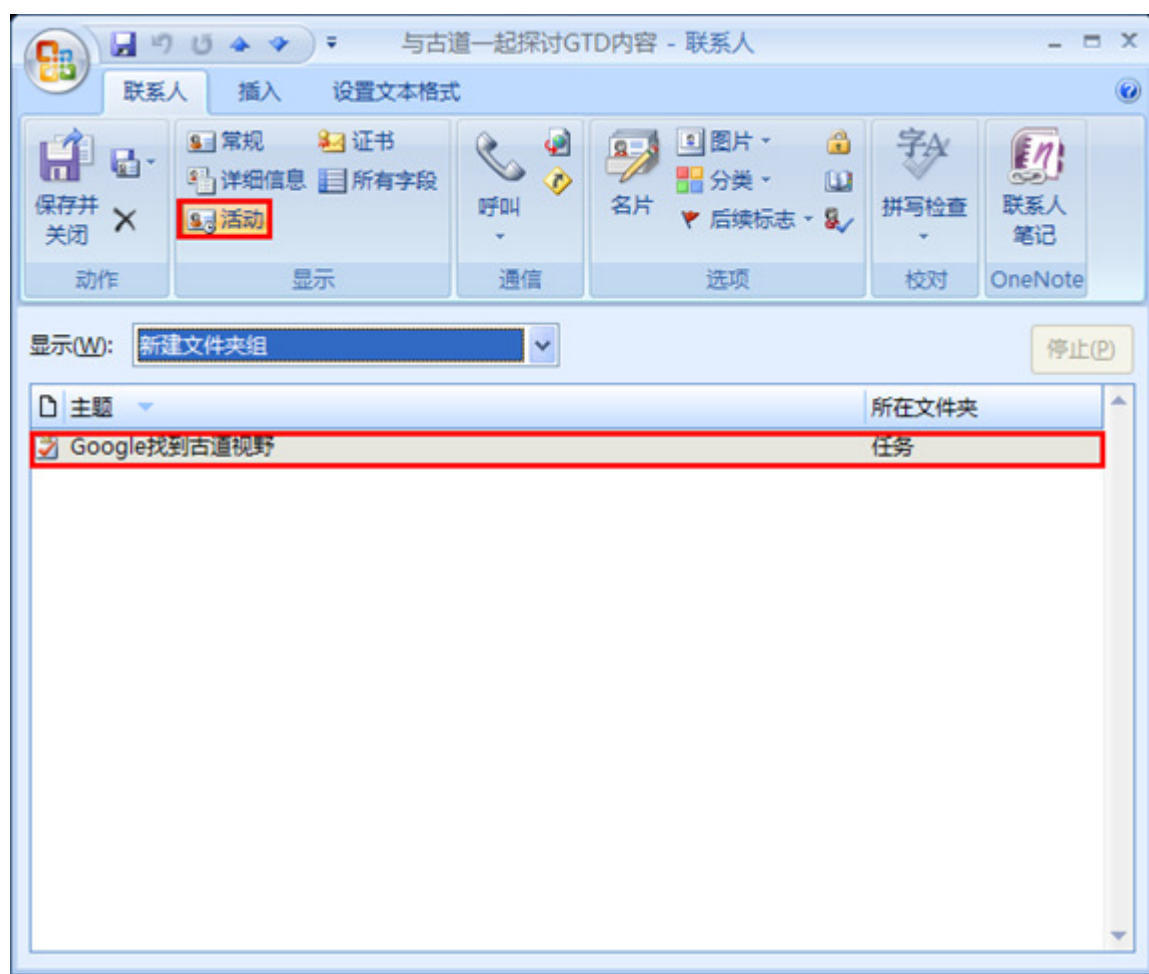 与古道一起探讨GTD内容 - 联系人
联系人 插入 设置文本格式
保存并关闭
常规 证书
详细信息 所有字段
活动
呼叫
名片
图片
分类
后续标志
拼写检查
联系人笔记
动作 显示 通信 选项 校对 OneNote
显示(W): 新建文件夹组 停止(P)
主题 所在文件夹
Google找到古道视野 任务